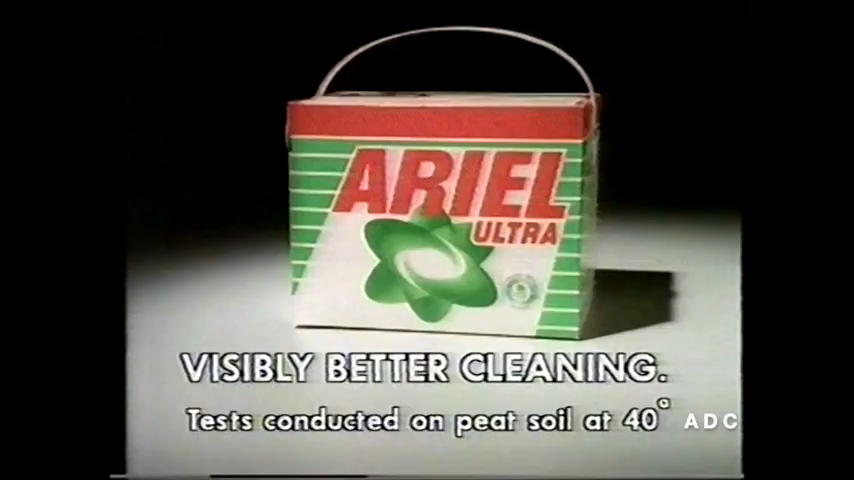 ARIEL
ULTRA
VISIBLY BETTER CLEANING.
Tests conducted on peat soil at 40°
ADC